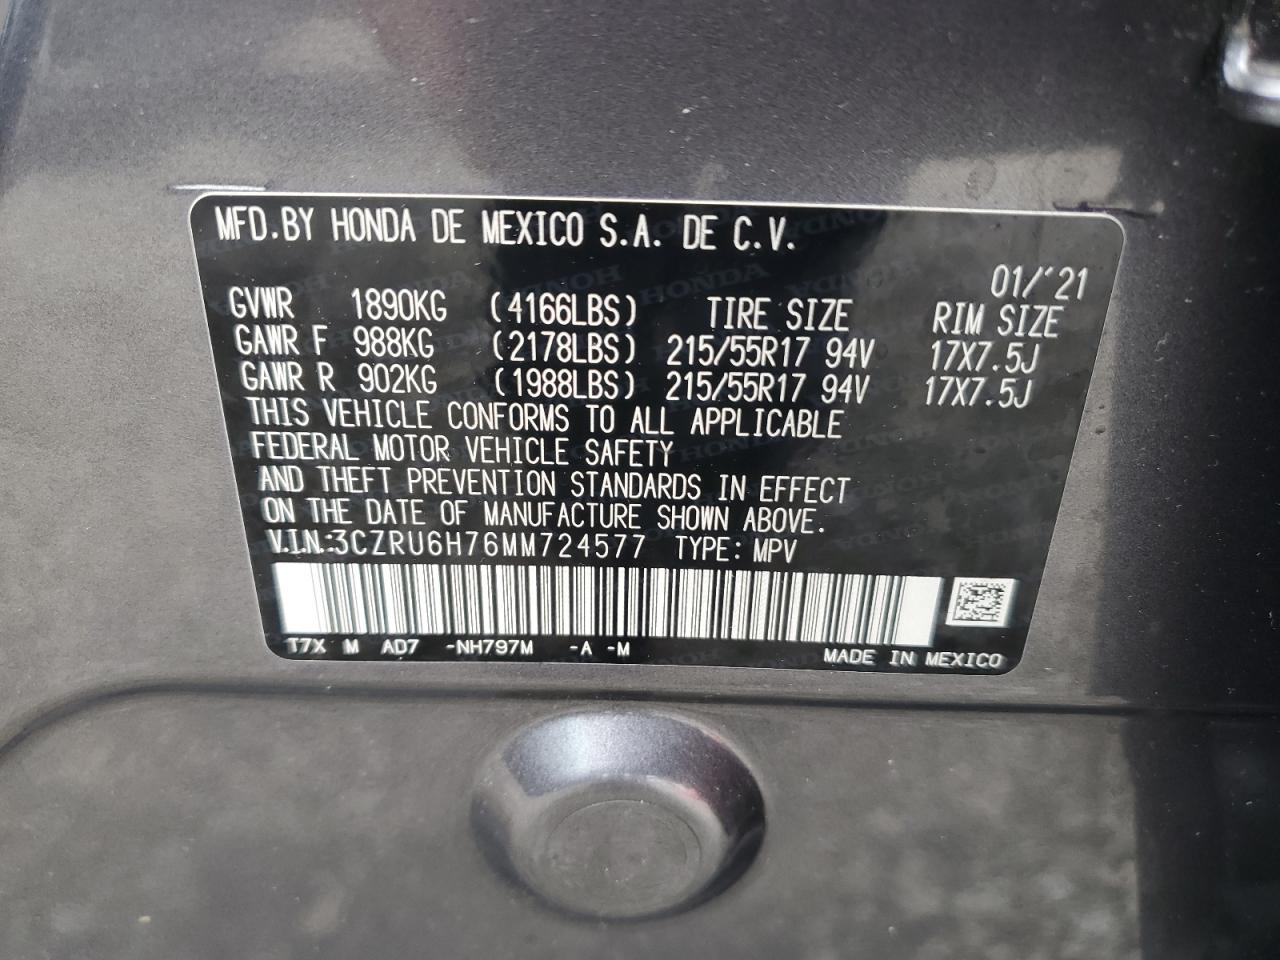 MFD.BY HONDA DE MEXICO S.A. DE C.V.
01/'21
GVWR 1890KG (4166LBS) TIRE SIZE RIM SIZE
GAWR F 988KG (2178LBS) 215/55R17 94V 17X7.5J
GAWR R 902KG (1988LBS) 215/55R17 94V 17X7.5J
THIS VEHICLE CONFORMS TO ALL APPLICABLE
FEDERAL MOTOR VEHICLE SAFETY
AND THEFT PREVENTION STANDARDS IN EFFECT
ON THE DATE OF MANUFACTURE SHOWN ABOVE.
V.I.N.:3CZRU6H76MM724577 TYPE: MPV
T7X M AD7 -NH797M -A -M
MADE IN MEXICO